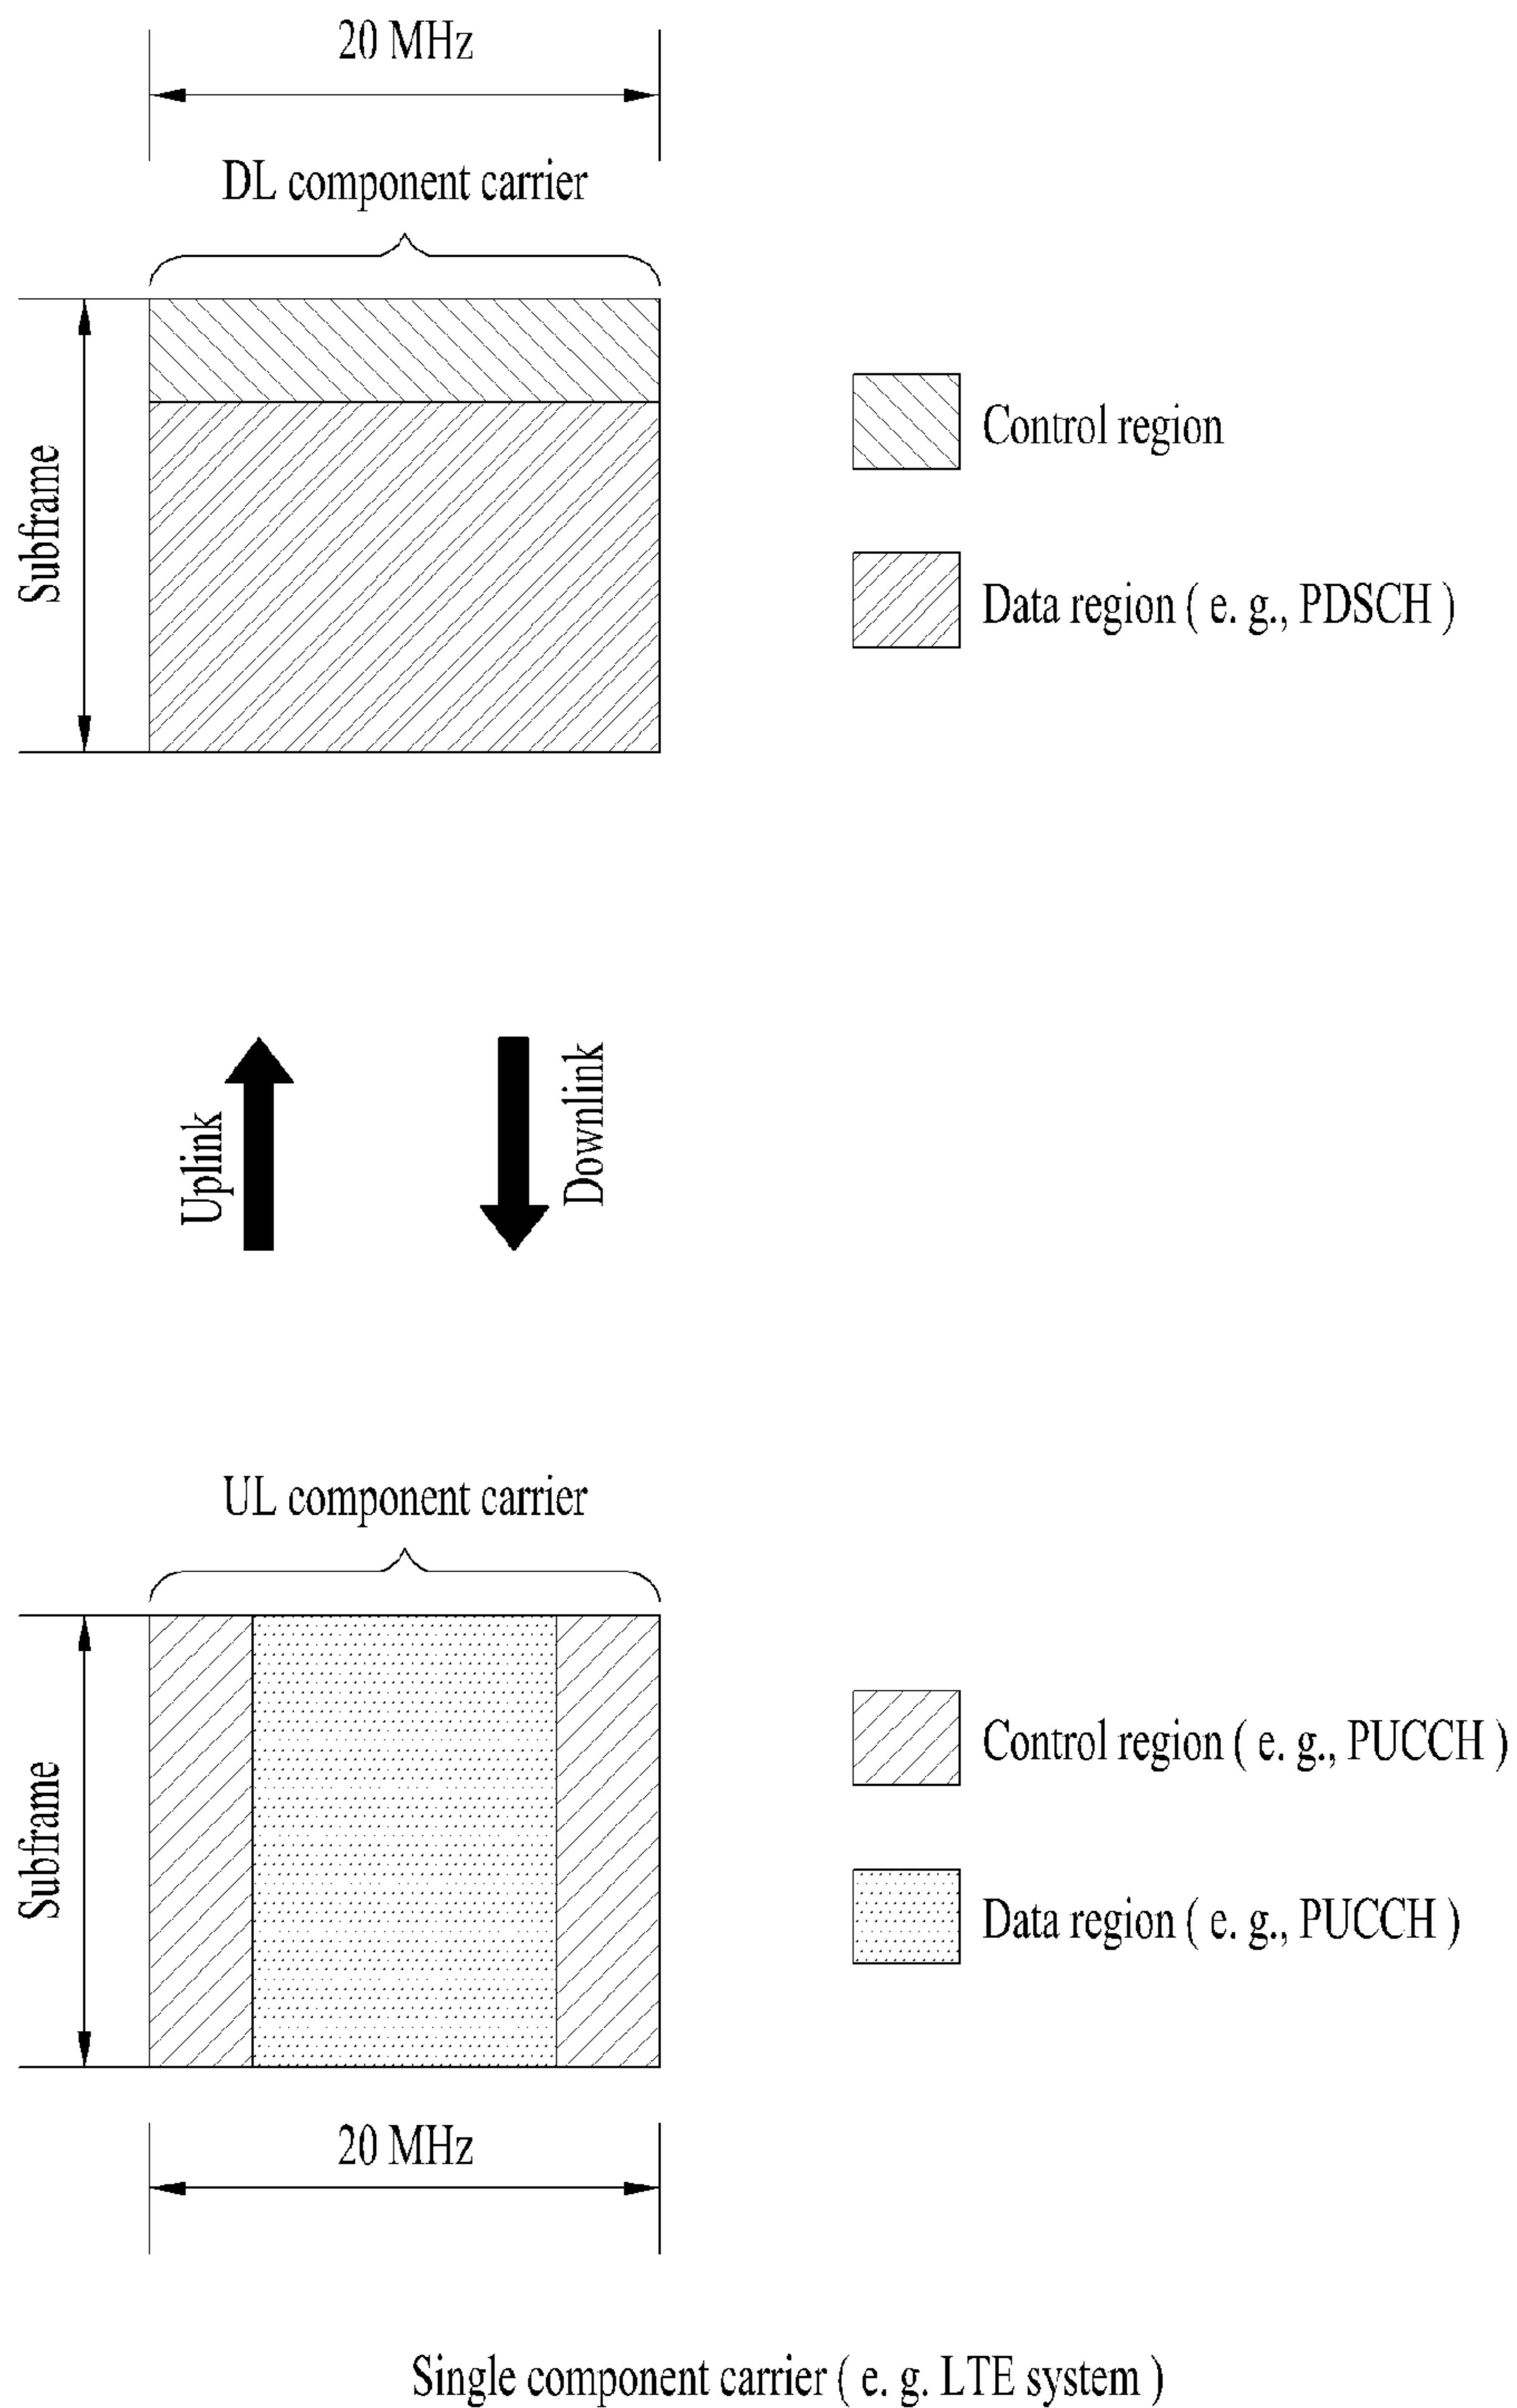 20 MHz
DL component carrier
Subframe
Control region
Data region ( e. g., PDSCH )
Uplink
Downlink
UL component carrier
Subframe
Control region ( e. g., PUCCH )
Data region ( e. g., PUCCH )
20 MHz
Single component carrier ( e. g. LTE system )